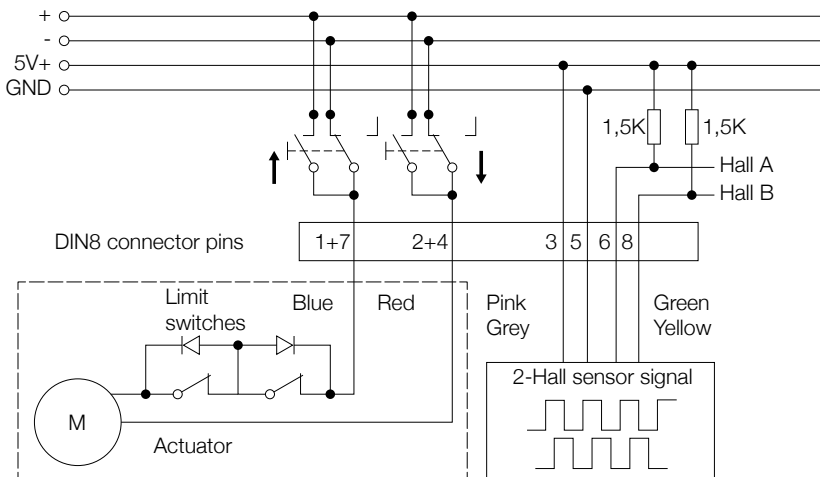 +
-
5V+
GND
1,5K 1,5K
Hall A
Hall B
DIN8 connector pins 1+7 2+4 3 5 6 8
Limit switches
Blue Red
Pink
Grey
Green
Yellow
2-Hall sensor signal
M
Actuator